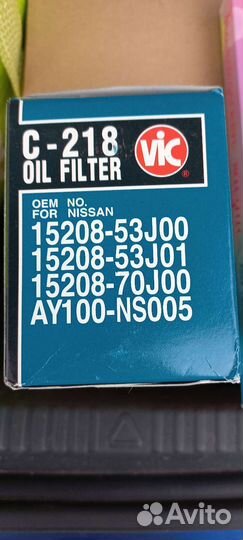 C-218
OIL FILTER
VIC
®
OEM NO.
FOR NISSAN
15208-53J00
15208-53J01
15208-70J00
AY100-NS005
Avito